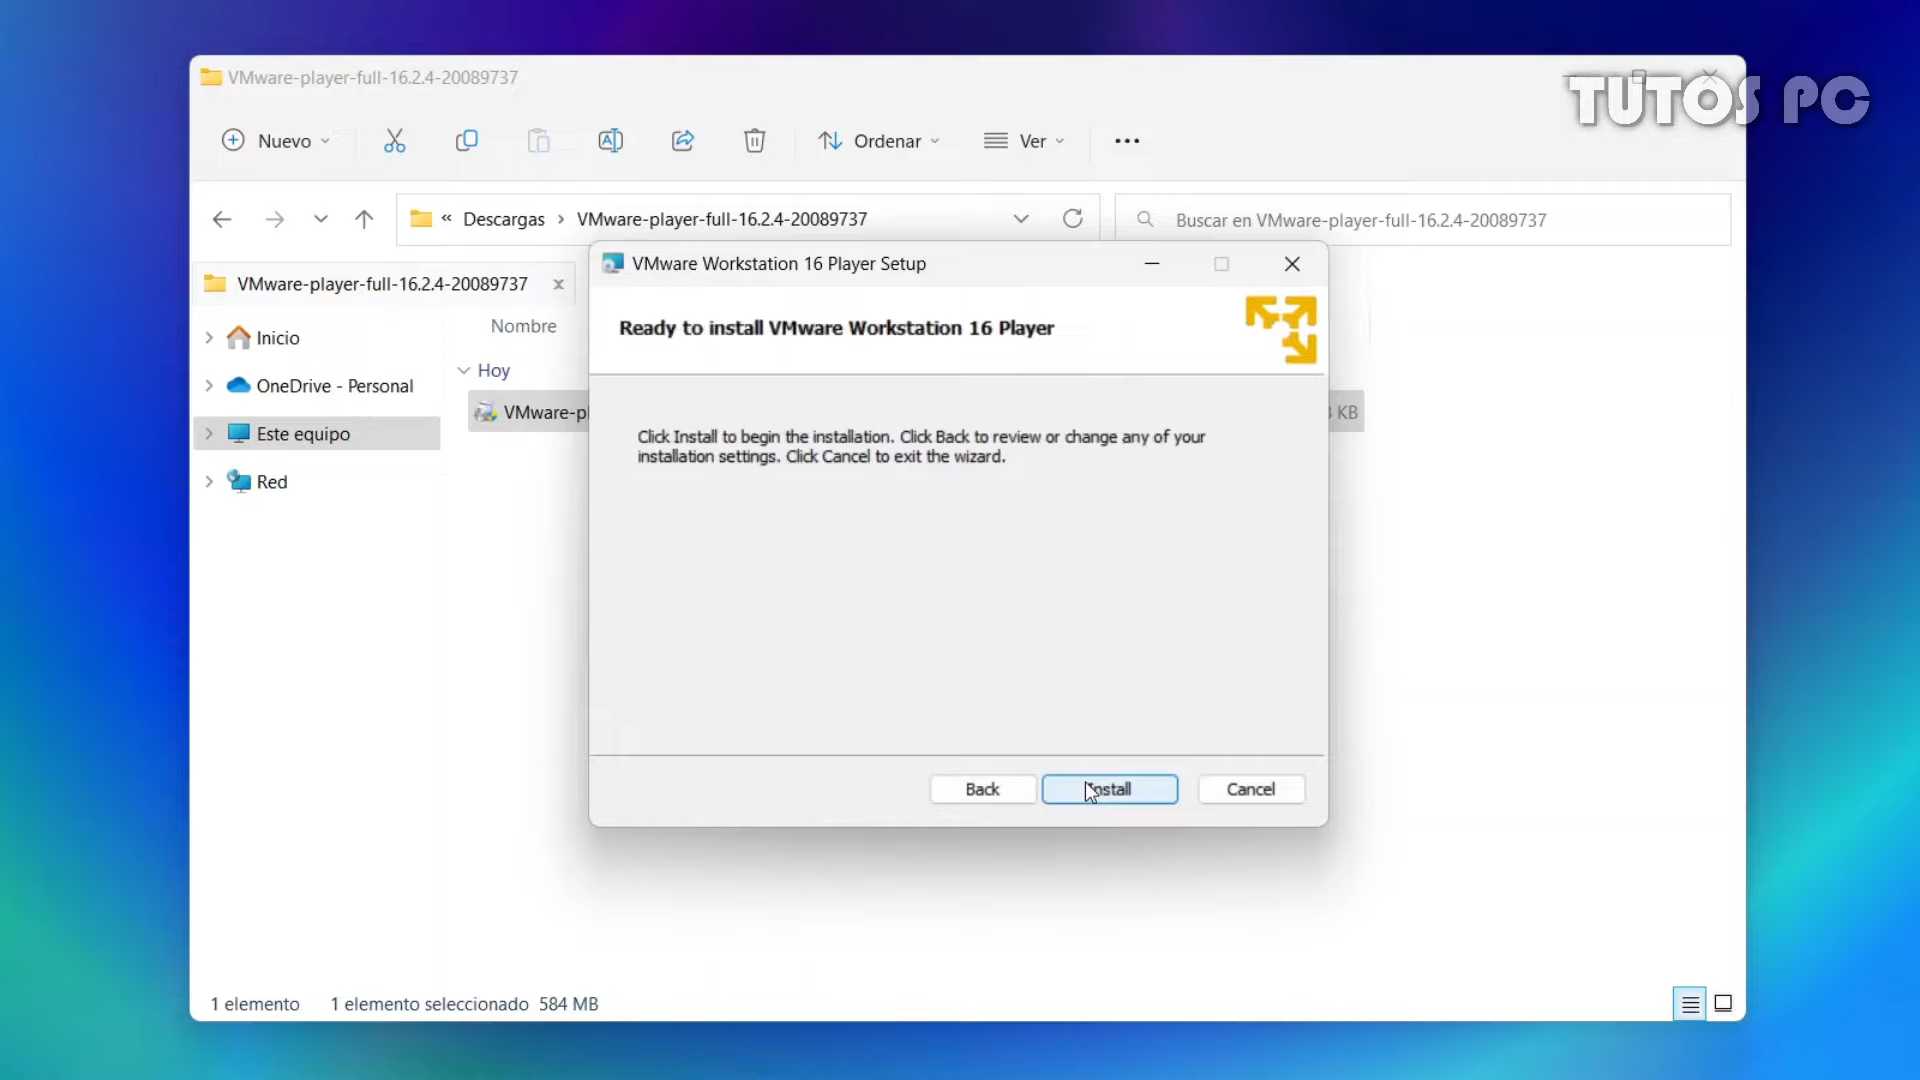 VMware-player-full-16.2.4-20089737
TUTOS PC
Nuevo
Ordenar
Ver
« Descargas > VMware-player-full-16.2.4-20089737
Buscar en VMware-player-full-16.2.4-20089737
VMware Workstation 16 Player Setup
VMware-player-full-16.2.4-20089737
Inicio
OneDrive - Personal
Este equipo
Red
Nombre
Hoy
VMware-pl
KB
Ready to install VMware Workstation 16 Player
Click Install to begin the installation. Click Back to review or change any of your
installation settings. Click Cancel to exit the wizard.
Back
Install
Cancel
1 elemento
1 elemento seleccionado 584 MB